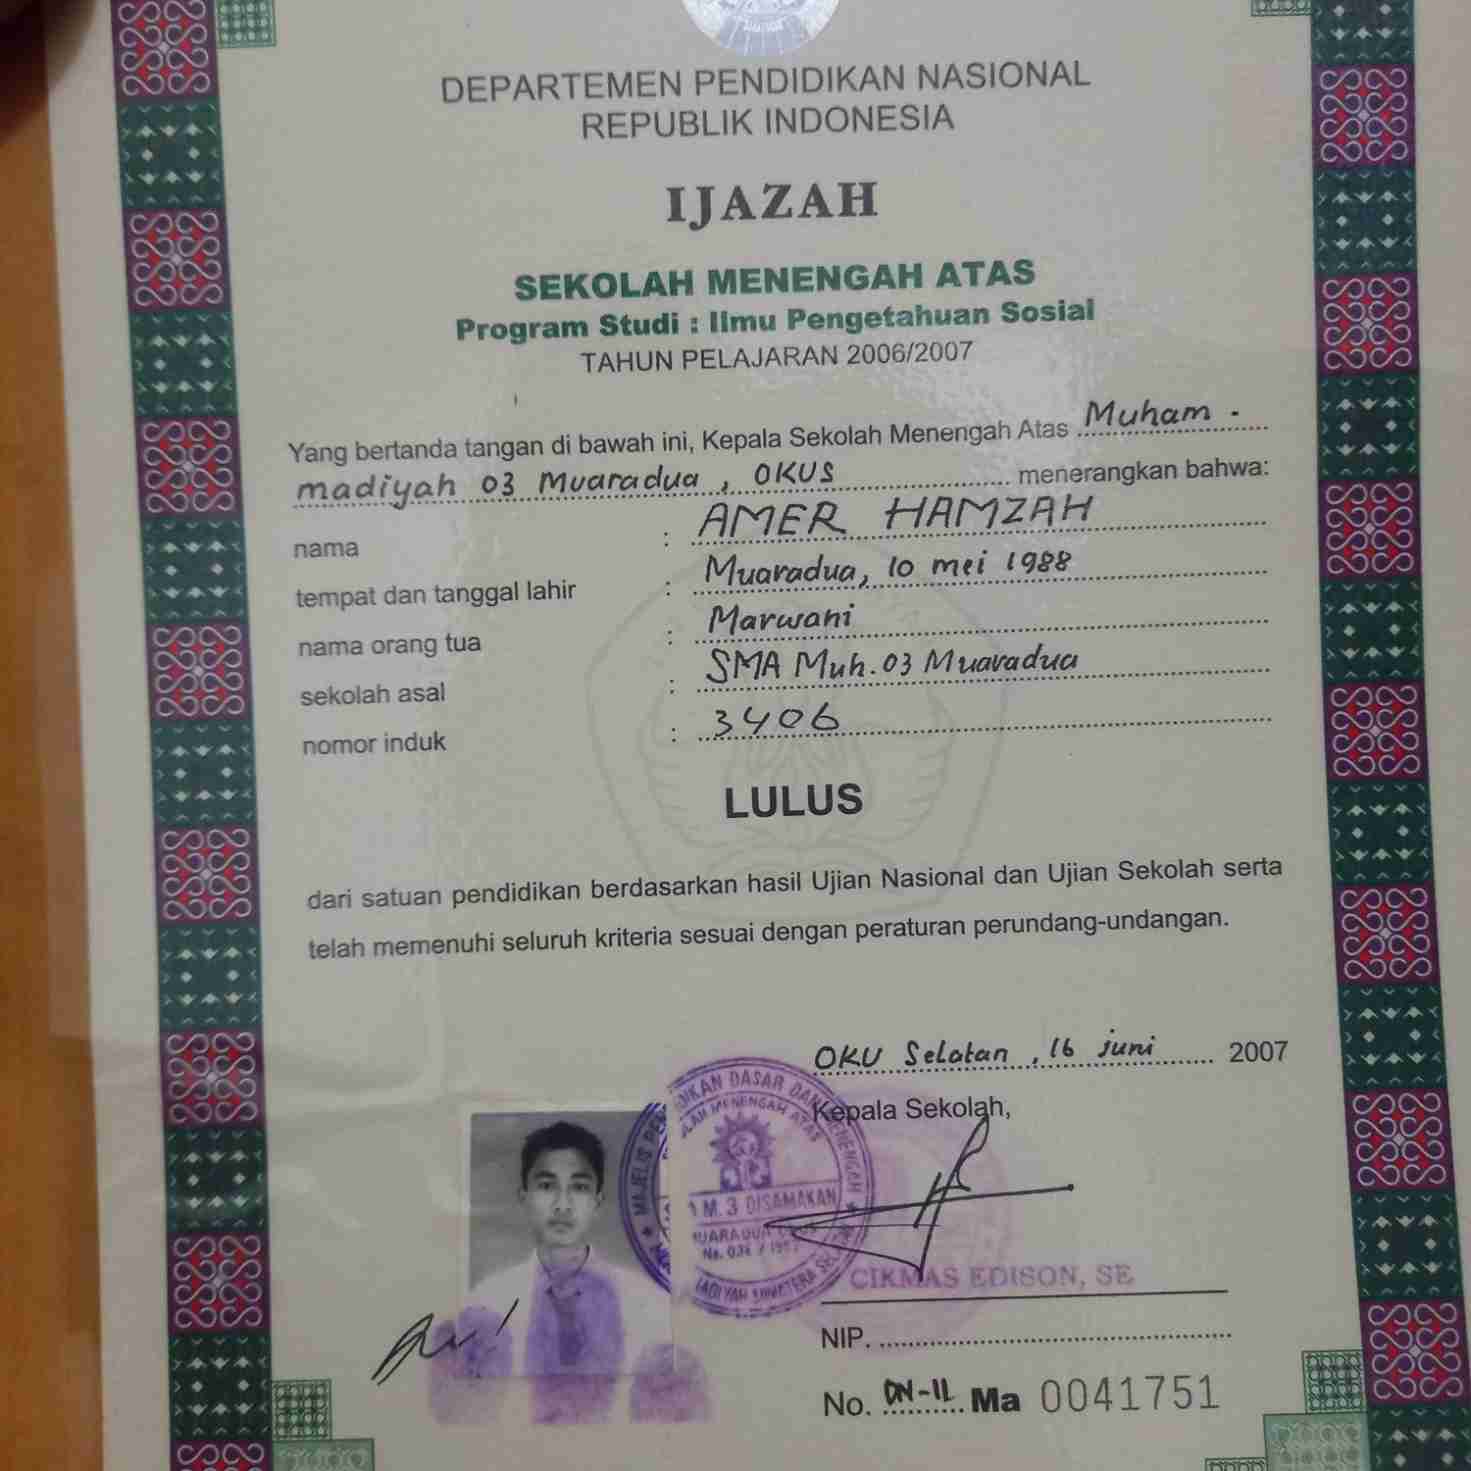 DEPARTEMEN PENDIDIKAN NASIONAL
REPUBLIK INDONESIA
IJAZAH
SEKOLAH MENENGAH ATAS
Program Studi : Ilmu Pengetahuan Sosial
TAHUN PELAJARAN 2006/2007
Yang bertanda tangan di bawah ini, Kepala Sekolah Menengah Atas Muham -
madiyah 03 Muaradua, OKUS menerangkan bahwa:
nama : AMER HAMZAH
tempat dan tanggal lahir : Muaradua, 10 mei 1988
nama orang tua : Marwani
sekolah asal : SMA Muh. 03 Muaradua
nomor induk : 3406
LULUS
dari satuan pendidikan berdasarkan hasil Ujian Nasional dan Ujian Sekolah serta
telah memenuhi seluruh kriteria sesuai dengan peraturan perundang-undangan.
OKU Selatan, 16 juni 2007
Kepala Sekolah,
M. 3 DISAMAKAN
CIKMAS EDISON, SE
NIP.
No. DN-IL Ma 0041751